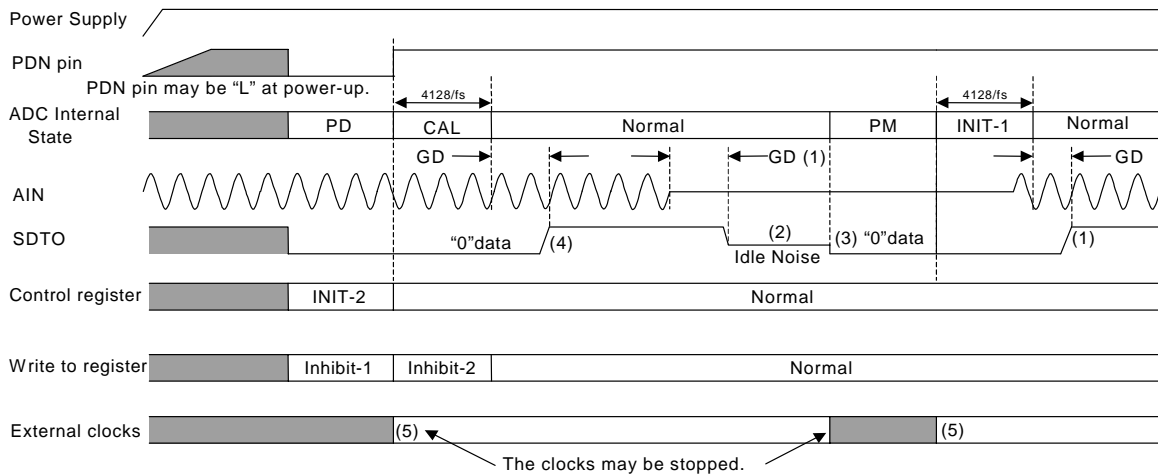 Power Supply
PDN pin
PDN pin may be “L” at power-up.
4128/fs
4128/fs
ADC Internal
State
PD
CAL
Normal
PM
INIT-1
Normal
GD
GD (1)
GD
AIN
SDTO
“0”data
(4)
(2)
Idle Noise
(3)
“0”data
(1)
Control register
INIT-2
Normal
Write to register
Inhibit-1
Inhibit-2
Normal
External clocks
(5)
(5)
The clocks may be stopped.